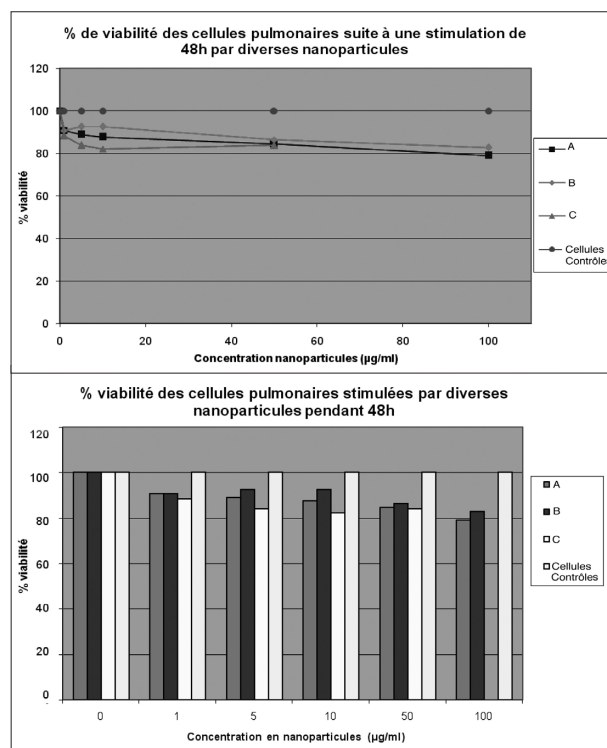 % de viabilité des cellules pulmonaires suite à une stimulation de
48h par diverses nanoparticules
120
100
80
60
40
20
0
% viabilité
0
20
40
60
80
100
Concentration nanoparticules (µg/ml)
A
B
C
Cellules
Contrôles
% viabilité des cellules pulmonaires stimulées par diverses
nanoparticules pendant 48h
120
100
80
60
40
20
0
% viabilité
0
1
5
10
50
100
Concentration en nanoparticules (µg/ml)
A
B
C
Cellules
Contrôles